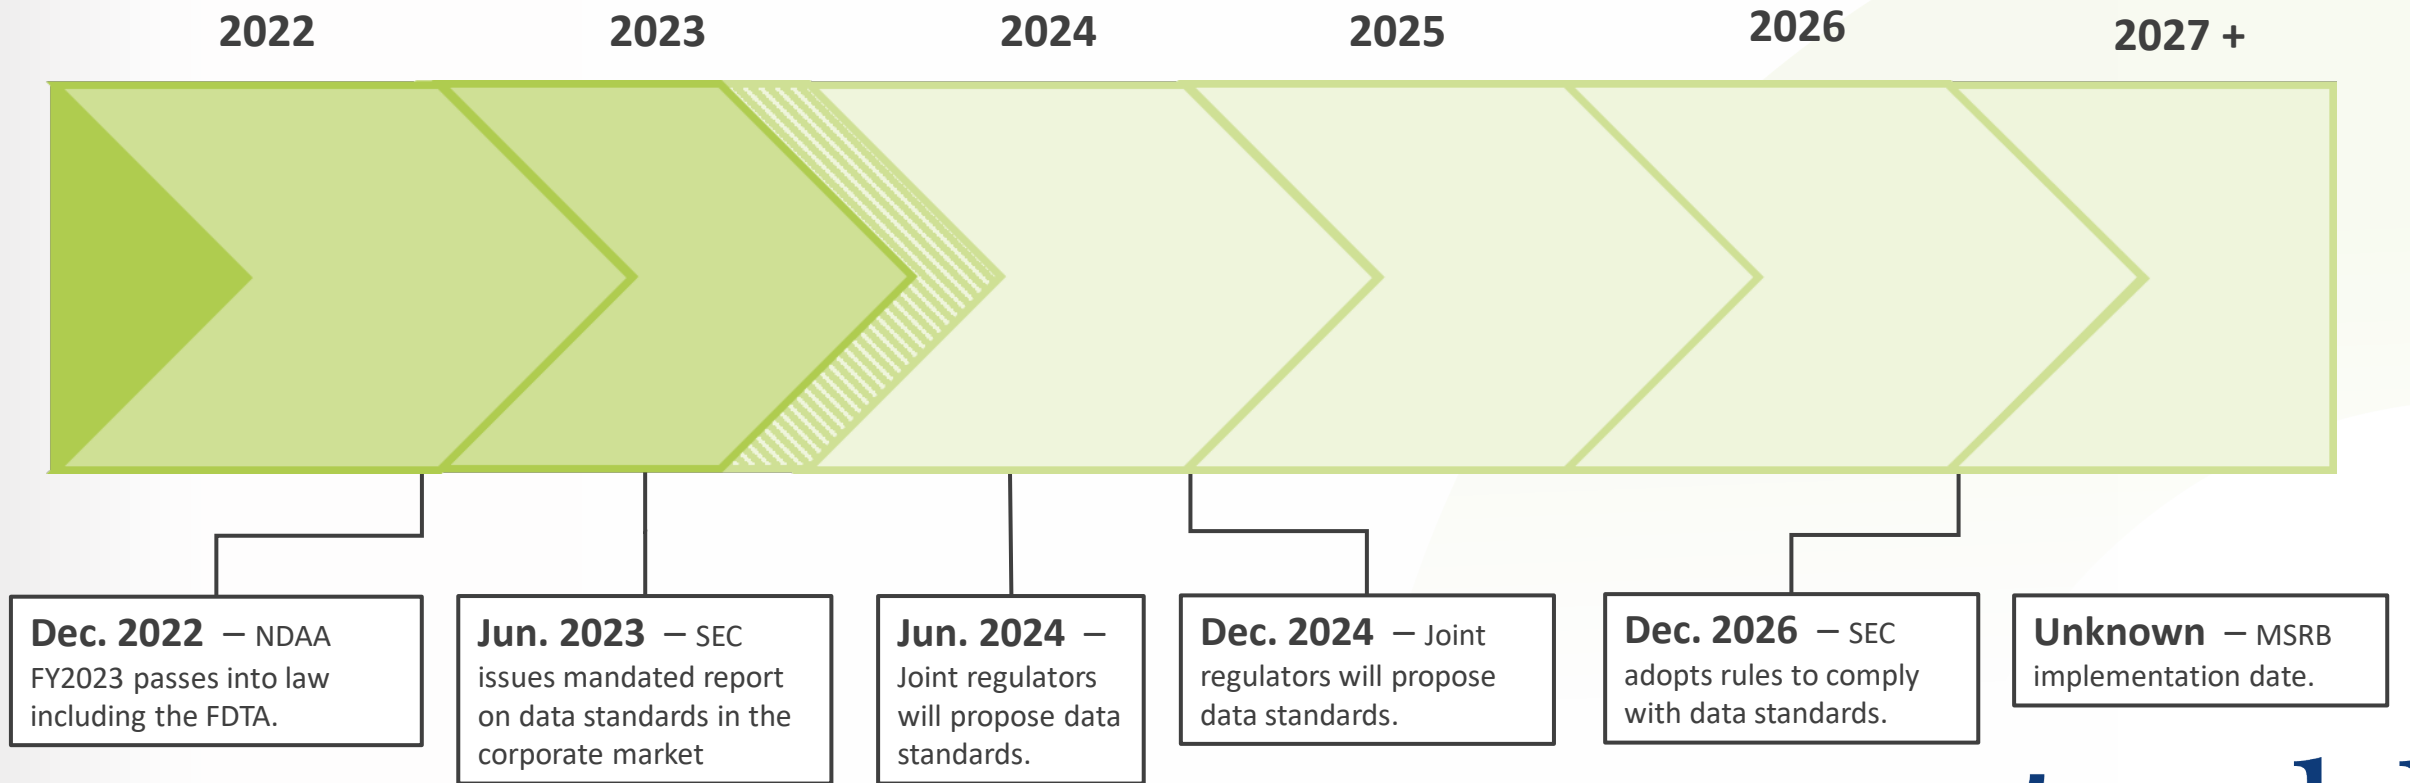 2022
2023
2024
2025
2026
2027 +
Dec. 2022 – NDAA
FY2023 passes into law
including the FDTA.
Jun. 2023 – SEC
issues mandated report
on data standards in the
corporate market
Jun. 2024 –
Joint regulators
will propose data
standards.
Dec. 2024 – Joint
regulators will propose
data standards.
Dec. 2026 – SEC
adopts rules to comply
with data standards.
Unknown – MSRB
implementation date.